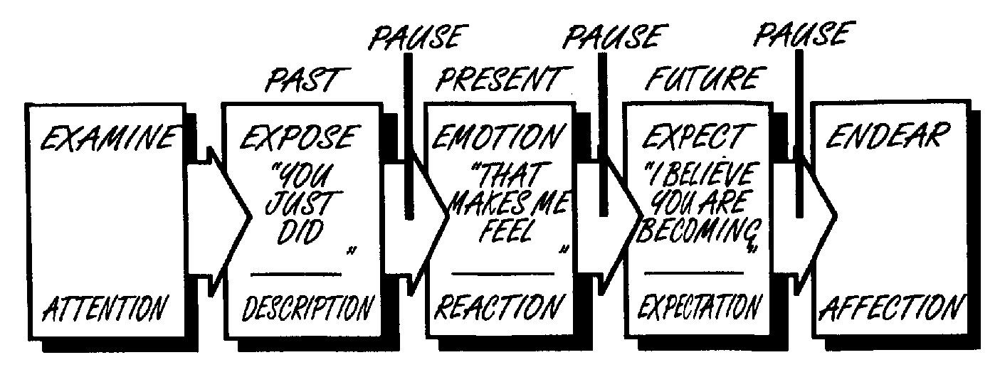 PAUSE
PAUSE
PAUSE
PAST
PRESENT
FUTURE
EXAMINE
ATTENTION
EXPOSE
"YOU
JUST
DID
"
DESCRIPTION
EMOTION
"THAT
MAKES ME
FEEL
"
REACTION
EXPECT
"I BELIEVE
YOU ARE
BECOMING
"
EXPECTATION
ENDEAR
AFFECTION